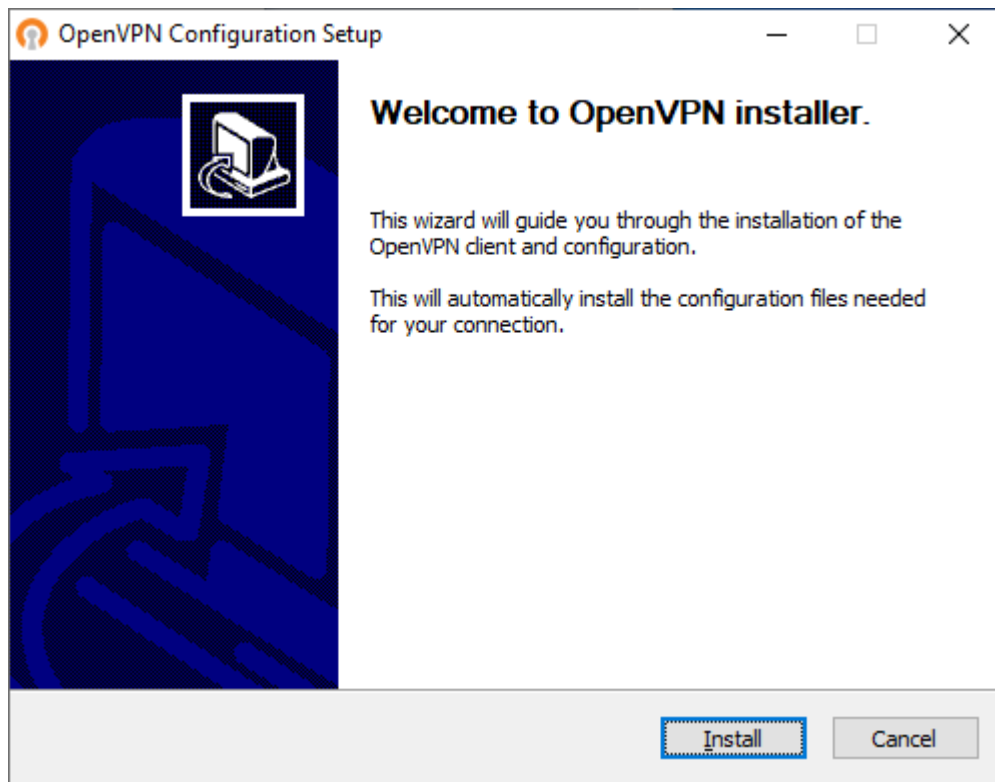 OpenVPN Configuration Setup
Welcome to OpenVPN installer.
This wizard will guide you through the installation of the
OpenVPN client and configuration.
This will automatically install the configuration files needed
for your connection.
Install
Cancel